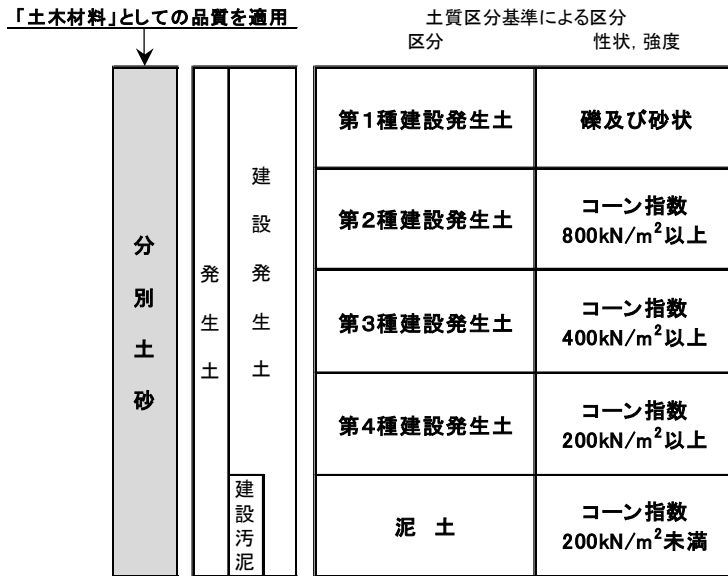 「土木材料」としての品質を適用
土質区分基準による区分
区分 性状, 強度
分別土砂
発生土
建設発生土
建設汚泥
第1種建設発生土
礫及び砂状
第2種建設発生土
コーン指数
800kN/m²以上
第3種建設発生土
コーン指数
400kN/m²以上
第4種建設発生土
コーン指数
200kN/m²以上
泥 土
コーン指数
200kN/m²未満